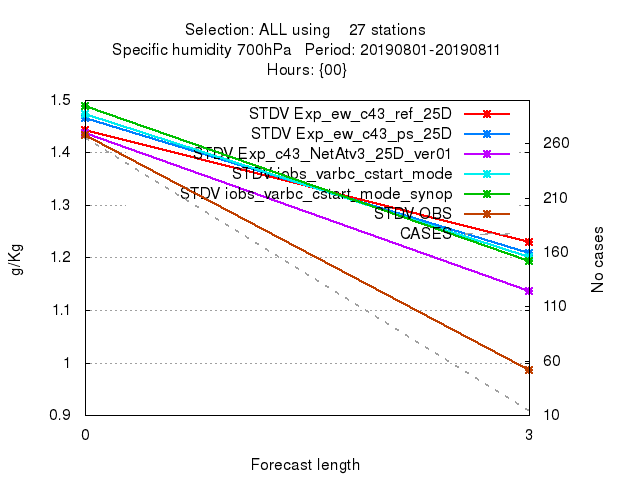 Selection: ALL using 27 stations
Specific humidity 700hPa Period: 20190801-20190811
Hours: {00}
1.5
1.4
1.3
1.2
1.1
1
0.9
g/Kg
STDV Exp_ew_c43_ref_25D
STDV Exp_ew_c43_ps_25D
STDV Exp_c43_NetAtv3_25D_ver01
STDV iobs_varbc_cstart_mode
STDV iobs_varbc_cstart_mode_synop
STDV OBS
CASES
260
210
160
110
60
10
No cases
0 3
Forecast length